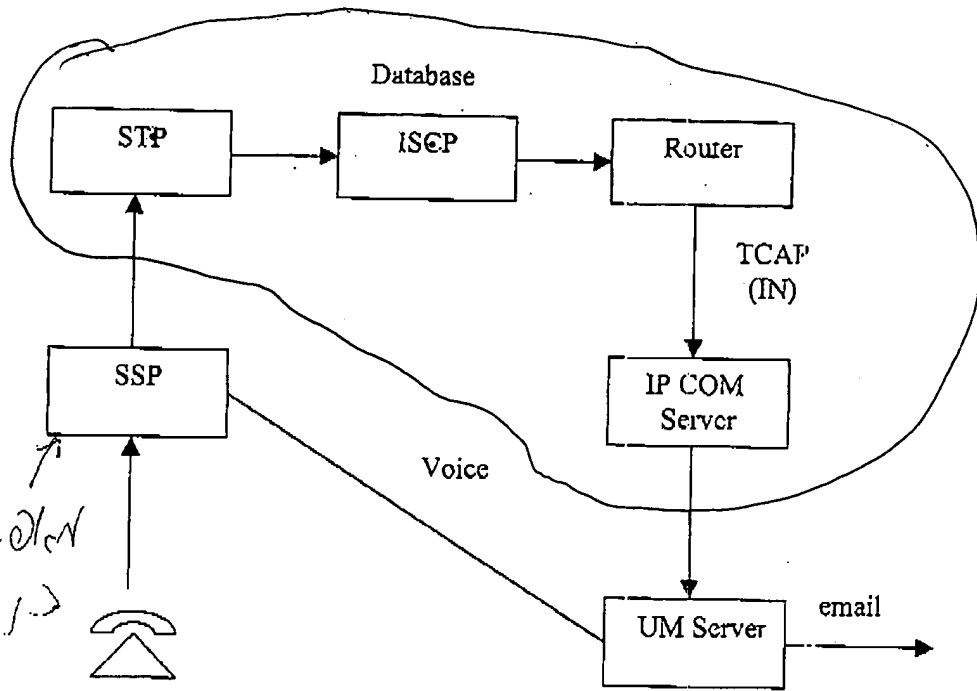 Database
STP
ISCP
Router
TCAP
(IN)
SSP
IP COM
Server
Voice
UM Server
email